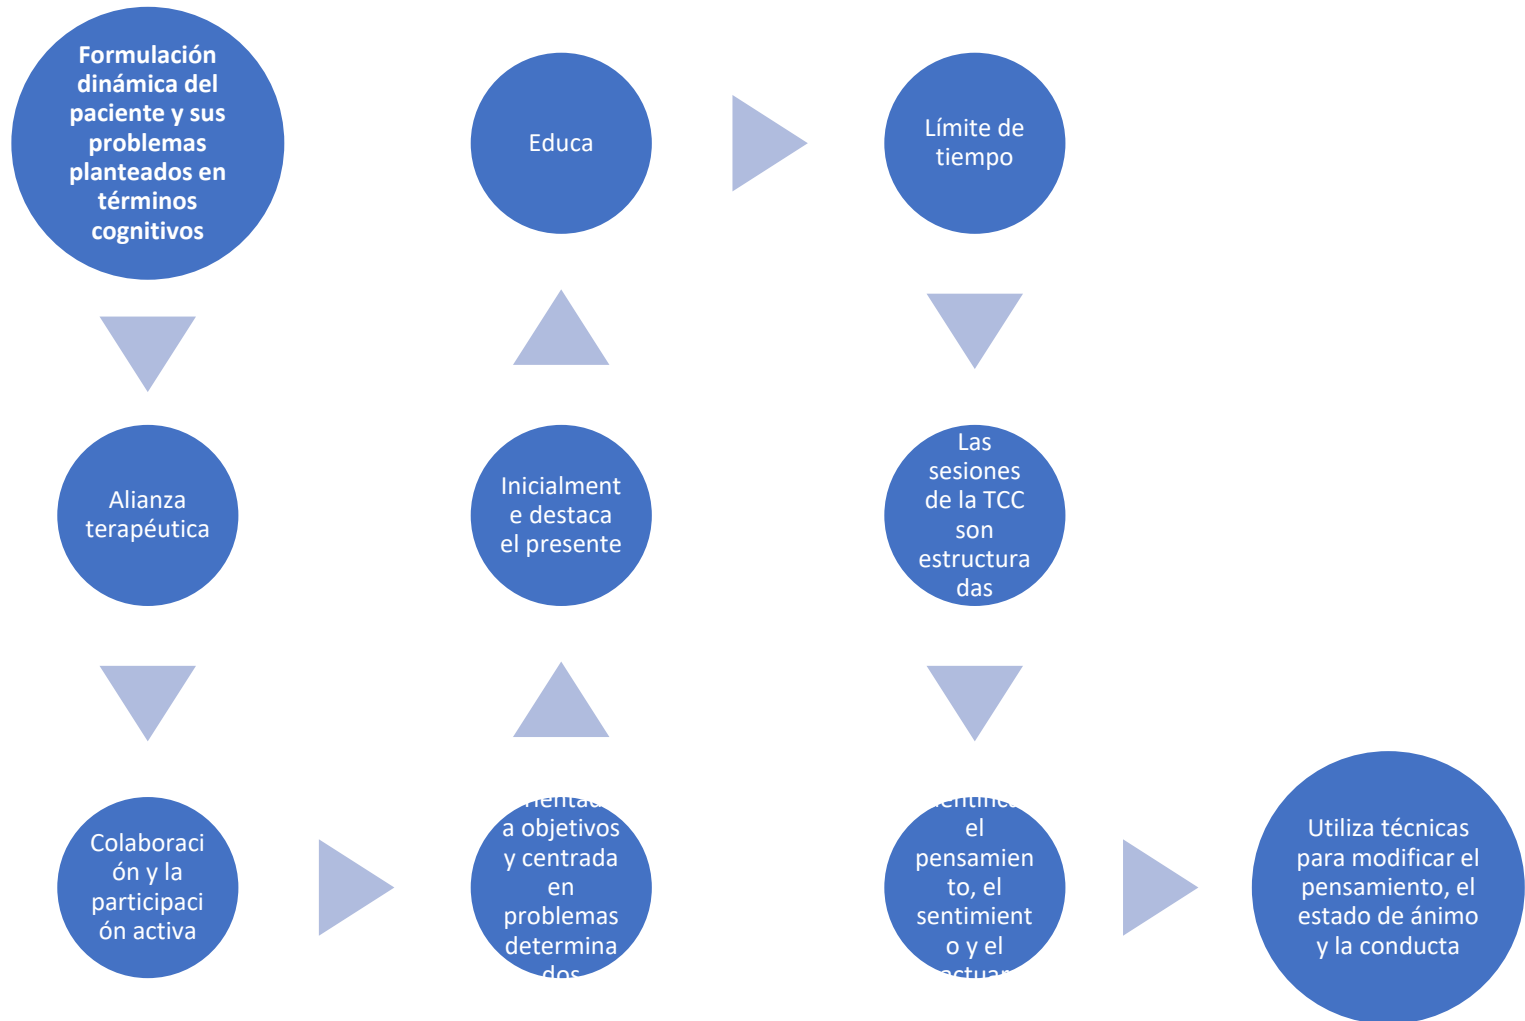 Formulación
dinámica del
paciente y sus
problemas
planteados en
términos
cognitivos
Alianza
terapéutica
Colaboraci
ón y la
participaci
ón activa
a objetivos
y centrada
en
problemas
determina
dos
Inicialment
e destaca
el presente
Educa
Límite de
tiempo
Las
sesiones
de la TCC
son
estructura
das
el
pensamien
to, el
sentimient
o y el
actuar
Utiliza técnicas
para modificar el
pensamiento, el
estado de ánimo
y la conducta